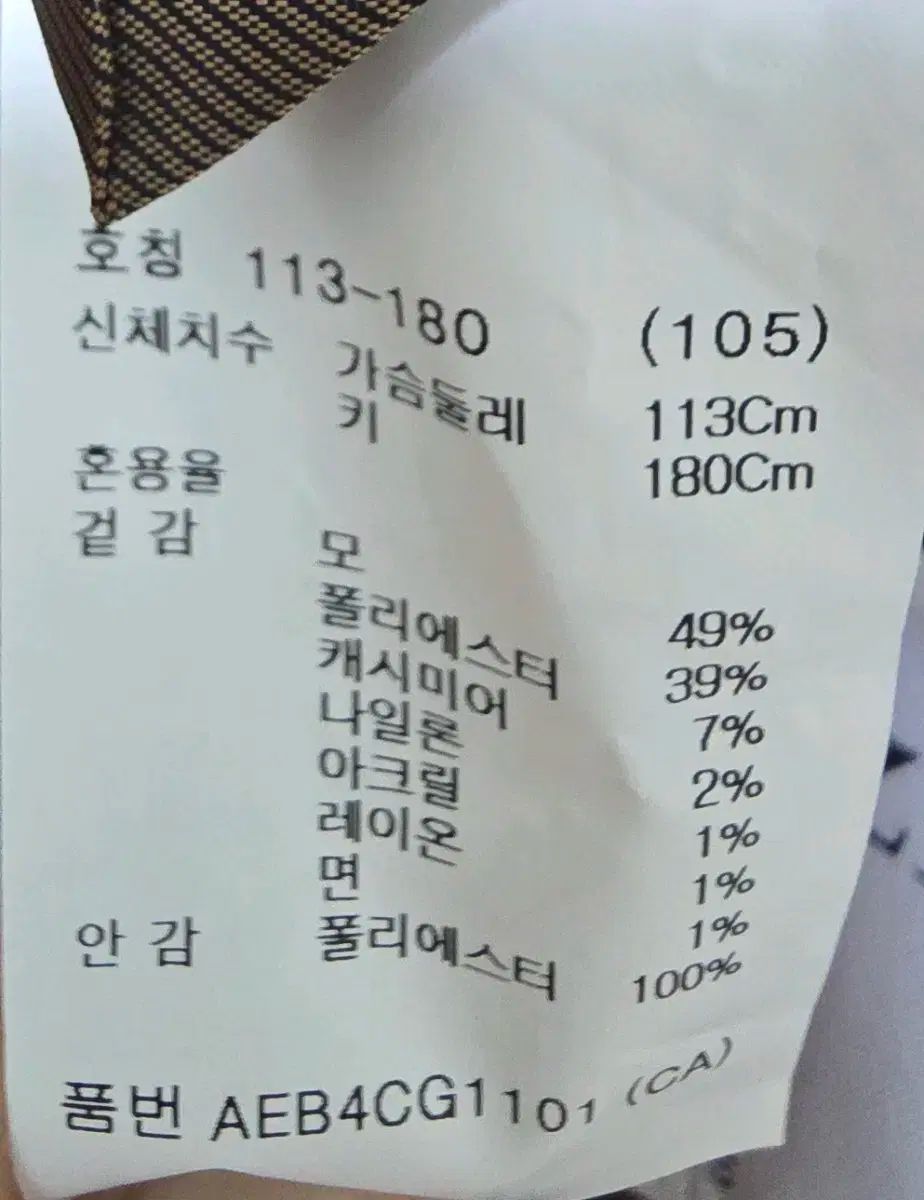 호칭 113-180 (105)
신체치수 가슴둘레 113Cm
키 180Cm
혼용율
겉 감 모 49%
폴리에스터 39%
캐시미어 7%
나일론 2%
아크릴 1%
레이온 1%
면 1%
안 감 폴리에스터 100%
품번 AEB4CG1101 (CA)